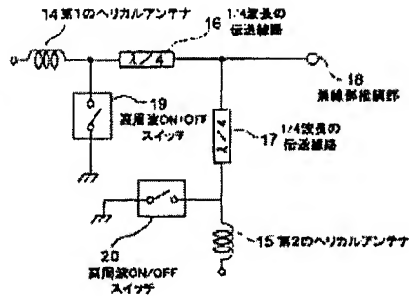 14 第1のヘリカルアンテナ
16 1/4波長の
伝送線路
λ/4
18
無線部接続部
19
高周波ON/OFF
スイッチ
λ/4
17 1/4波長の
伝送線路
20
高周波ON/OFF
スイッチ
15 第2のヘリカルアンテナ